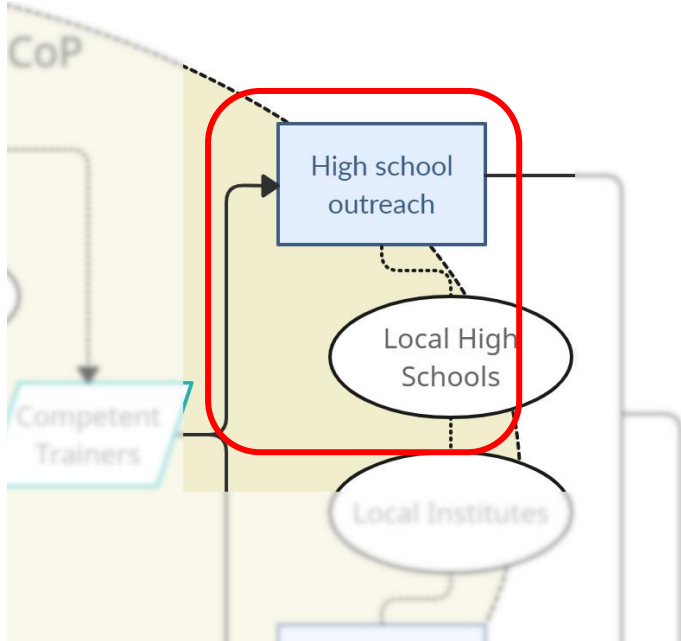 CoP
High school
outreach
Local High
Schools
Competent
Trainers
Local Institutes